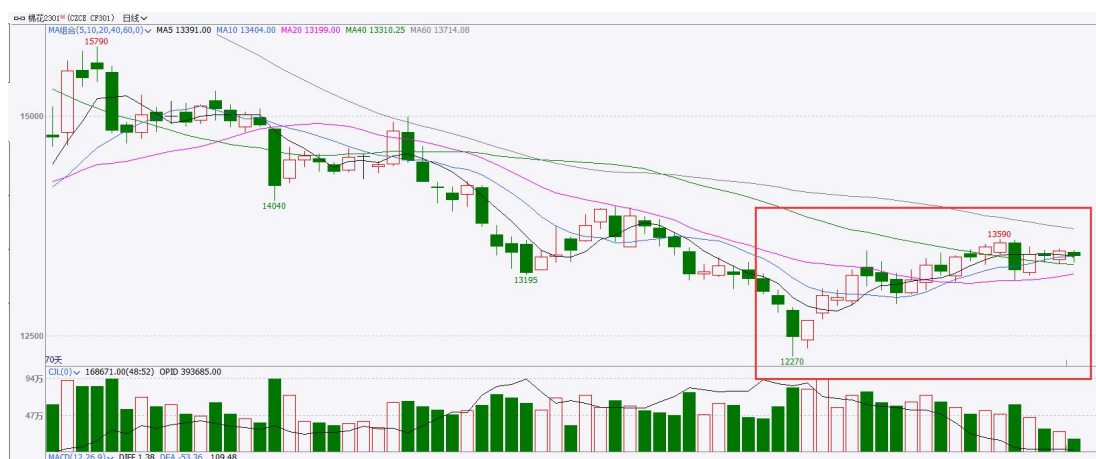 棉花2301M (CZCE CF301) 日线
MA组合(5,10,20,40,60,0) MA5 13391.00 MA10 13404.00 MA20 13199.00 MA40 13310.25 MA60 13714.08
15790
15000
14040
13590
13195
12500
12270
70天
CJL(0) 168671.00(48:52) OPID 393685.00
94万
47万
MACD(12,26,9) DIFF 1.38 DEA -53.36 109.48